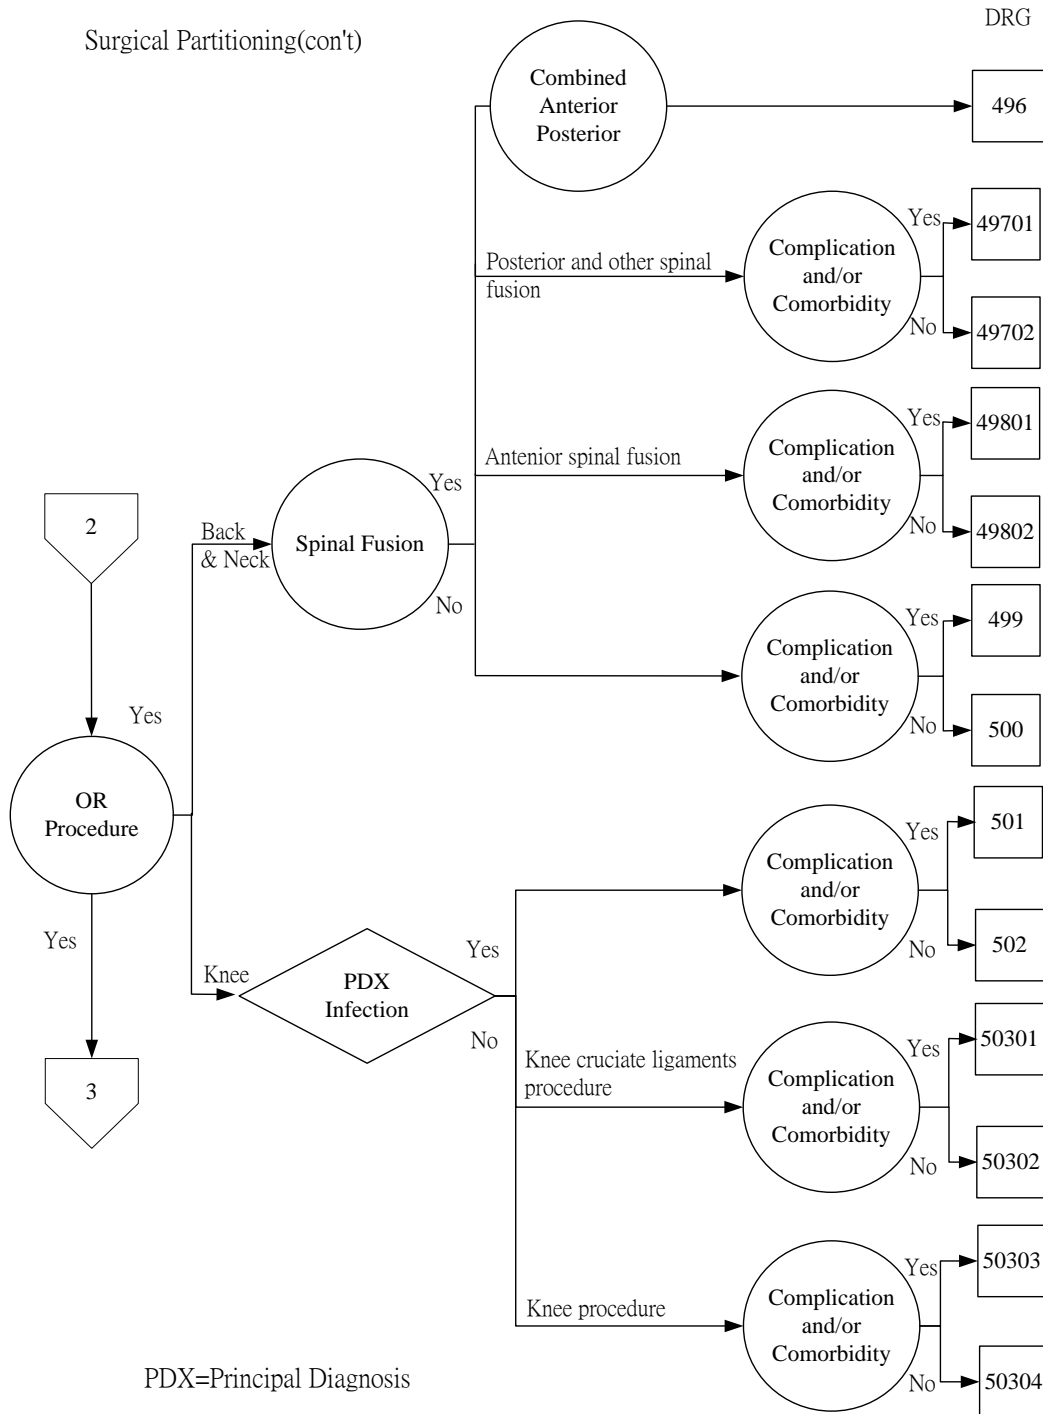 DRG
Surgical Partitioning(con't)
Combined
Anterior
Posterior
496
Posterior and other spinal
fusion
Complication
and/or
Comorbidity
Yes
49701
No
49702
Antenior spinal fusion
Complication
and/or
Comorbidity
Yes
49801
No
49802
2
Back
& Neck
Spinal Fusion
Yes
No
Complication
and/or
Comorbidity
Yes
499
No
500
Yes
OR
Procedure
Yes
3
Knee
PDX
Infection
Yes
No
Complication
and/or
Comorbidity
Yes
501
No
502
Knee cruciate ligaments
procedure
Complication
and/or
Comorbidity
Yes
50301
No
50302
Knee procedure
Complication
and/or
Comorbidity
Yes
50303
No
50304
PDX=Principal Diagnosis